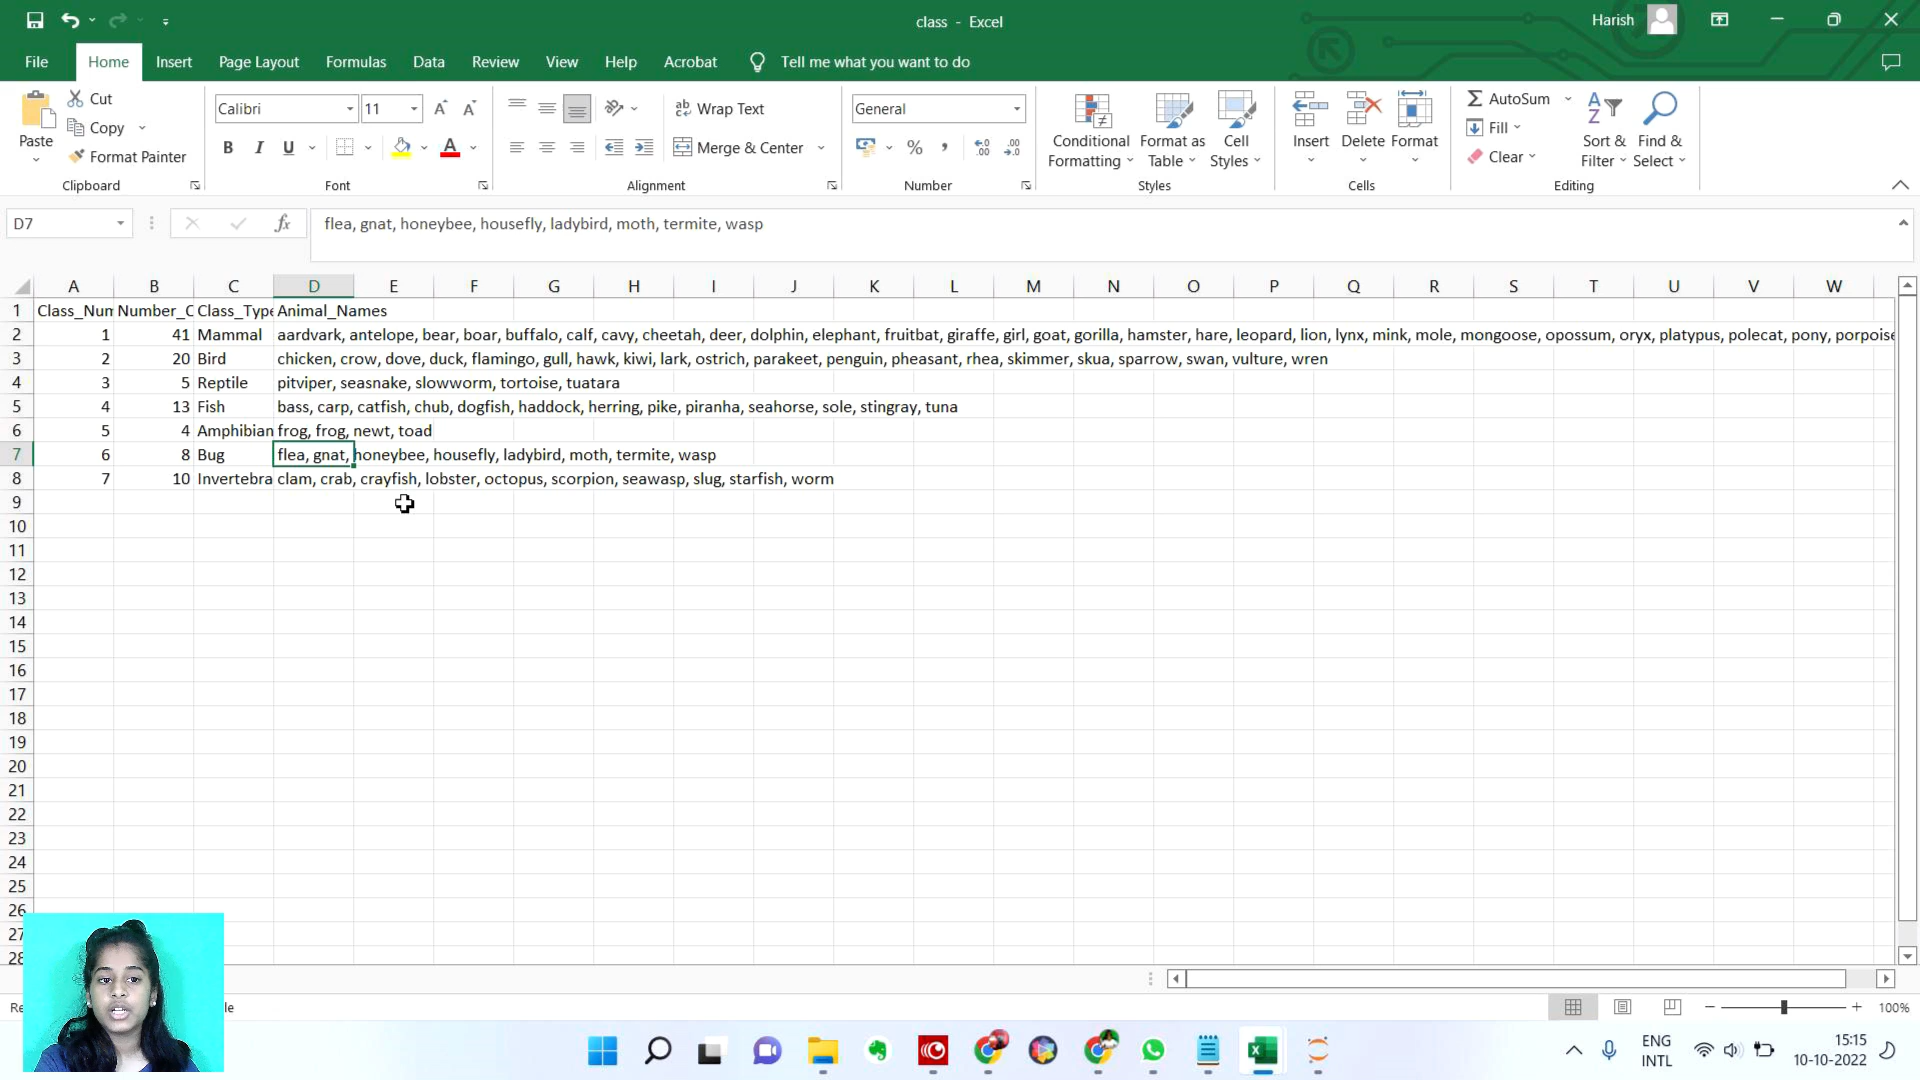 class - Excel
Harish
File Home Insert Page Layout Formulas Data Review View Help Acrobat Tell me what you want to do
Paste
Cut
Copy
Format Painter
Clipboard
Calibri 11
B I U
Font
Wrap Text
Merge & Center
Alignment
General
Number
Conditional Formatting
Format as Table
Cell Styles
Styles
Insert Delete Format
Cells
AutoSum
Fill
Clear
Sort & Filter
Find & Select
Editing
D7 fx flea, gnat, honeybee, housefly, ladybird, moth, termite, wasp
A B C D E F G H I J K L M N O P Q R S T U V W
1 Class_Num Number_C Class_Type Animal_Names
2 1 41 Mammal aardvark, antelope, bear, boar, buffalo, calf, cavy, cheetah, deer, dolphin, elephant, fruitbat, giraffe, girl, goat, gorilla, hamster, hare, leopard, lion, lynx, mink, mole, mongoose, opossum, oryx, platypus, polecat, pony, porpoise
3 2 20 Bird chicken, crow, dove, duck, flamingo, gull, hawk, kiwi, lark, ostrich, parakeet, penguin, pheasant, rhea, skimmer, skua, sparrow, swan, vulture, wren
4 3 5 Reptile pitviper, seasnake, slowworm, tortoise, tuatara
5 4 13 Fish bass, carp, catfish, chub, dogfish, haddock, herring, pike, piranha, seahorse, sole, stingray, tuna
6 5 4 Amphibian frog, frog, newt, toad
7 6 8 Bug flea, gnat, honeybee, housefly, ladybird, moth, termite, wasp
8 7 10 Invertebra clam, crab, crayfish, lobster, octopus, scorpion, seawasp, slug, starfish, worm
9
10
11
12
13
14
15
16
17
18
19
20
21
22
23
24
25
26
27
28
100%
ENG
INTL
15:15
10-10-2022